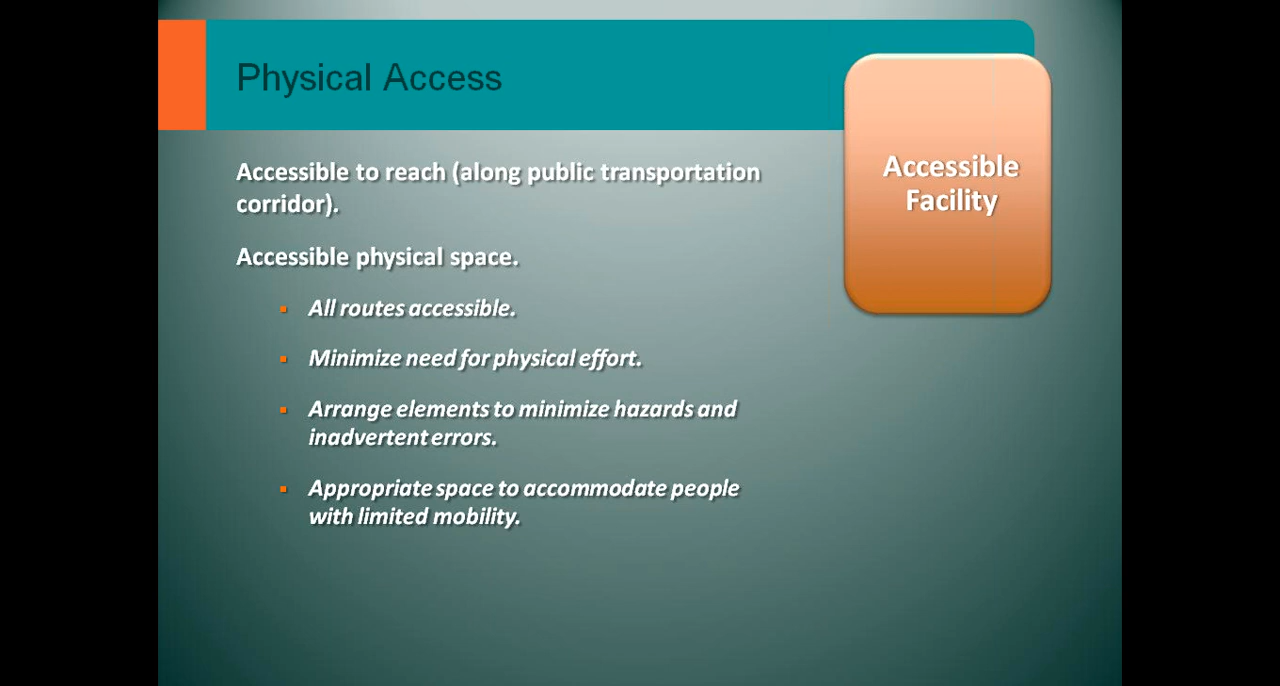 Physical Access
Accessible
Facility
Accessible to reach (along public transportation
corridor).
Accessible physical space.
▪ All routes accessible.
▪ Minimize need for physical effort.
▪ Arrange elements to minimize hazards and
inadvertent errors.
▪ Appropriate space to accommodate people
with limited mobility.